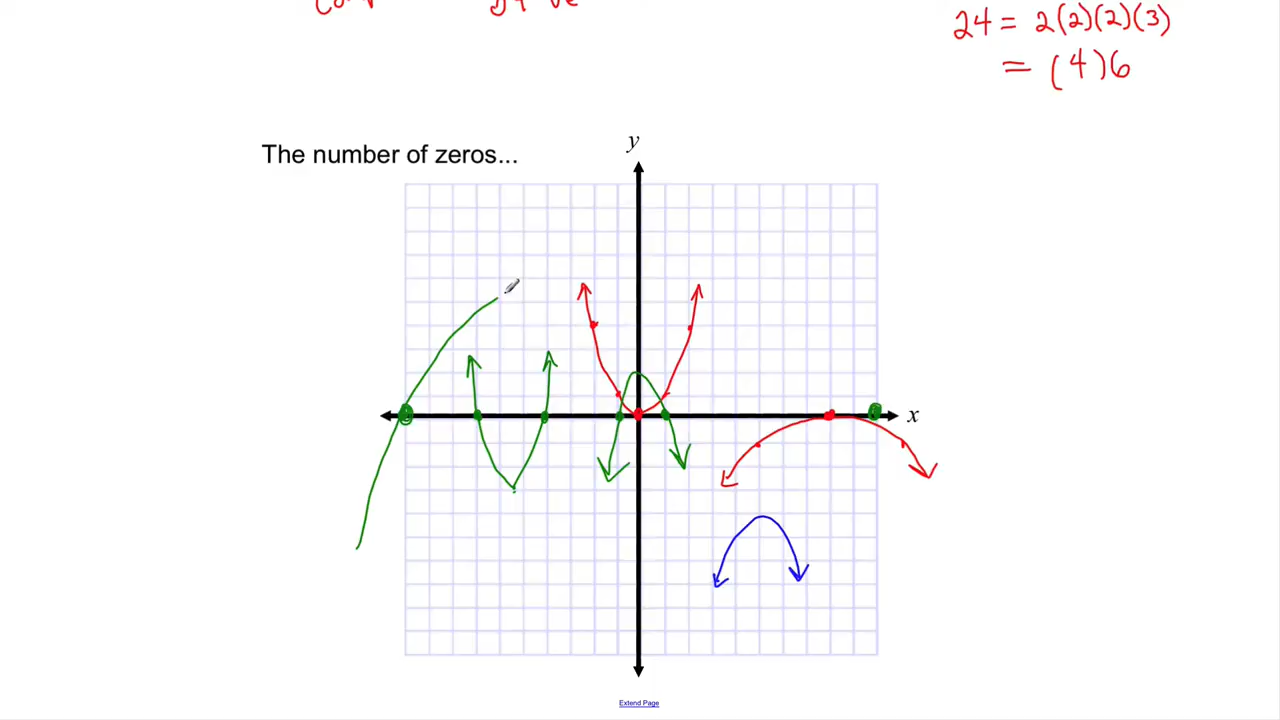 24 = 2(2)(2)(3)
= (4)6
The number of zeros...
y
x
Extend Page